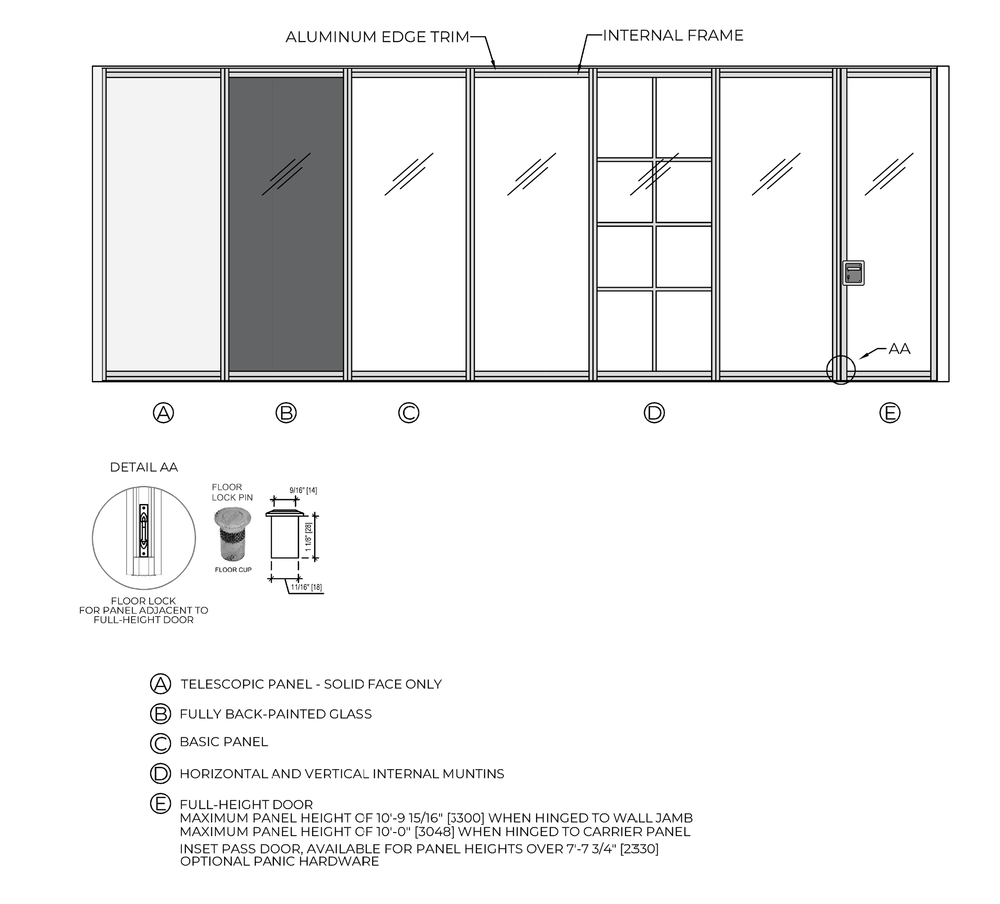 ALUMINUM EDGE TRIM
INTERNAL FRAME
AA
A
B
C
D
E
DETAIL AA
FLOOR
LOCK PIN
FLOOR CUP
9/16" [14]
1 1/8" [28]
11/16" [18]
FLOOR LOCK
FOR PANEL ADJACENT TO
FULL-HEIGHT DOOR
A TELESCOPIC PANEL - SOLID FACE ONLY
B FULLY BACK-PAINTED GLASS
C BASIC PANEL
D HORIZONTAL AND VERTICAL INTERNAL MUNTINS
E FULL-HEIGHT DOOR
MAXIMUM PANEL HEIGHT OF 10'-9 15/16" [3300] WHEN HINGED TO WALL JAMB
MAXIMUM PANEL HEIGHT OF 10'-0" [3048] WHEN HINGED TO CARRIER PANEL
INSET PASS DOOR, AVAILABLE FOR PANEL HEIGHTS OVER 7'-7 3/4" [2330]
OPTIONAL PANIC HARDWARE